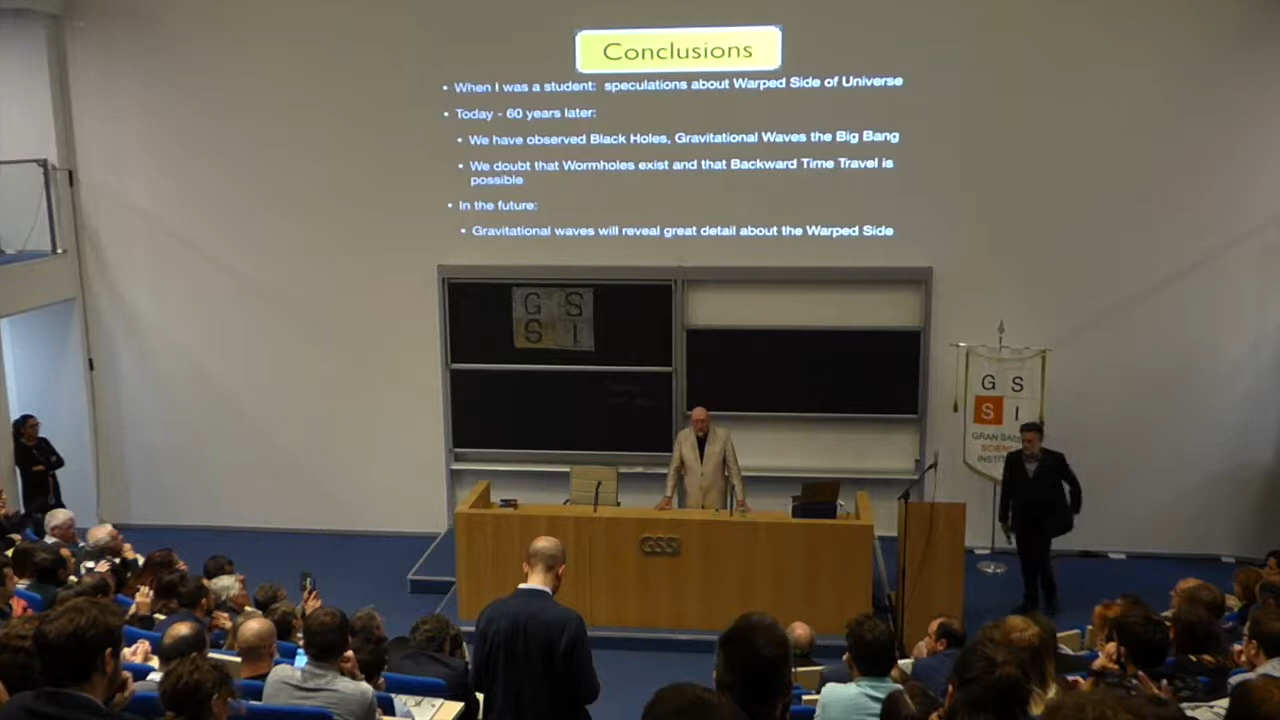 Conclusions
• When I was a student: speculations about Warped Side of Universe
• Today - 60 years later:
• We have observed Black Holes, Gravitational Waves the Big Bang
• We doubt that Wormholes exist and that Backward Time Travel is
possible
• In the future:
• Gravitational waves will reveal great detail about the Warped Side
G S
S I
G S
S I
GRAN SASSO
SCIENCE
INSTIT
GSSI